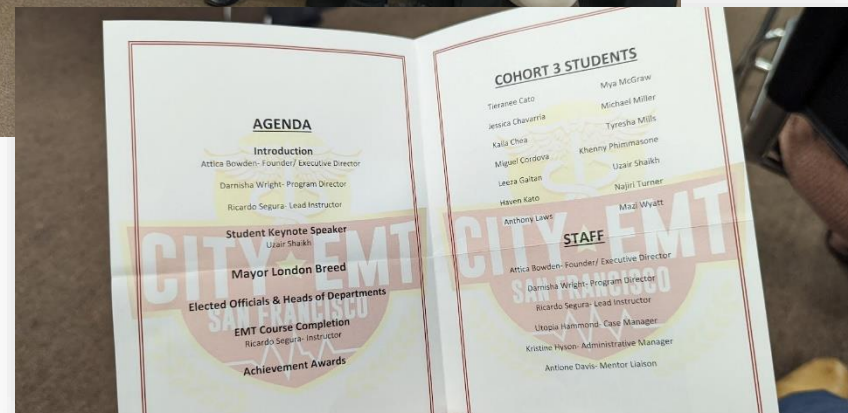 AGENDA
Introduction
Attica Bowden- Founder/ Executive Director
Darnisha Wright- Program Director
Ricardo Segura- Lead Instructor
Student Keynote Speaker
Uzair Shaikh
Mayor London Breed
Elected Officials & Heads of Departments
EMT Course Completion
Ricardo Segura- Instructor
Achievement Awards
CITY EMT
SAN FRANCISCO
COHORT 3 STUDENTS
Tieranee Cato
Jessica Chavarria
Kaila Chea
Miguel Cordova
Leeza Gaitan
Haven Kato
Anthony Laws
Mya McGraw
Michael Miller
Tyresha Mills
Khenny Phimmasone
Uzair Shaikh
Najiri Turner
Mazi Wyatt
STAFF
Attica Bowden- Founder/ Executive Director
Darnisha Wright- Program Director
Ricardo Segura- Lead Instructor
Utopia Hammond- Case Manager
Kristine Hyson- Administrative Manager
Antione Davis- Mentor Liaison
CITY EMT
SAN FRANCISCO